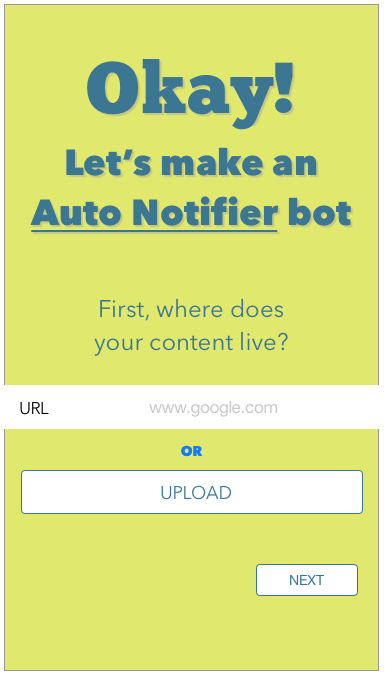 Okay!
Let's make an
Auto Notifier bot
First, where does
your content live?
URL www.google.com
OR
UPLOAD
NEXT